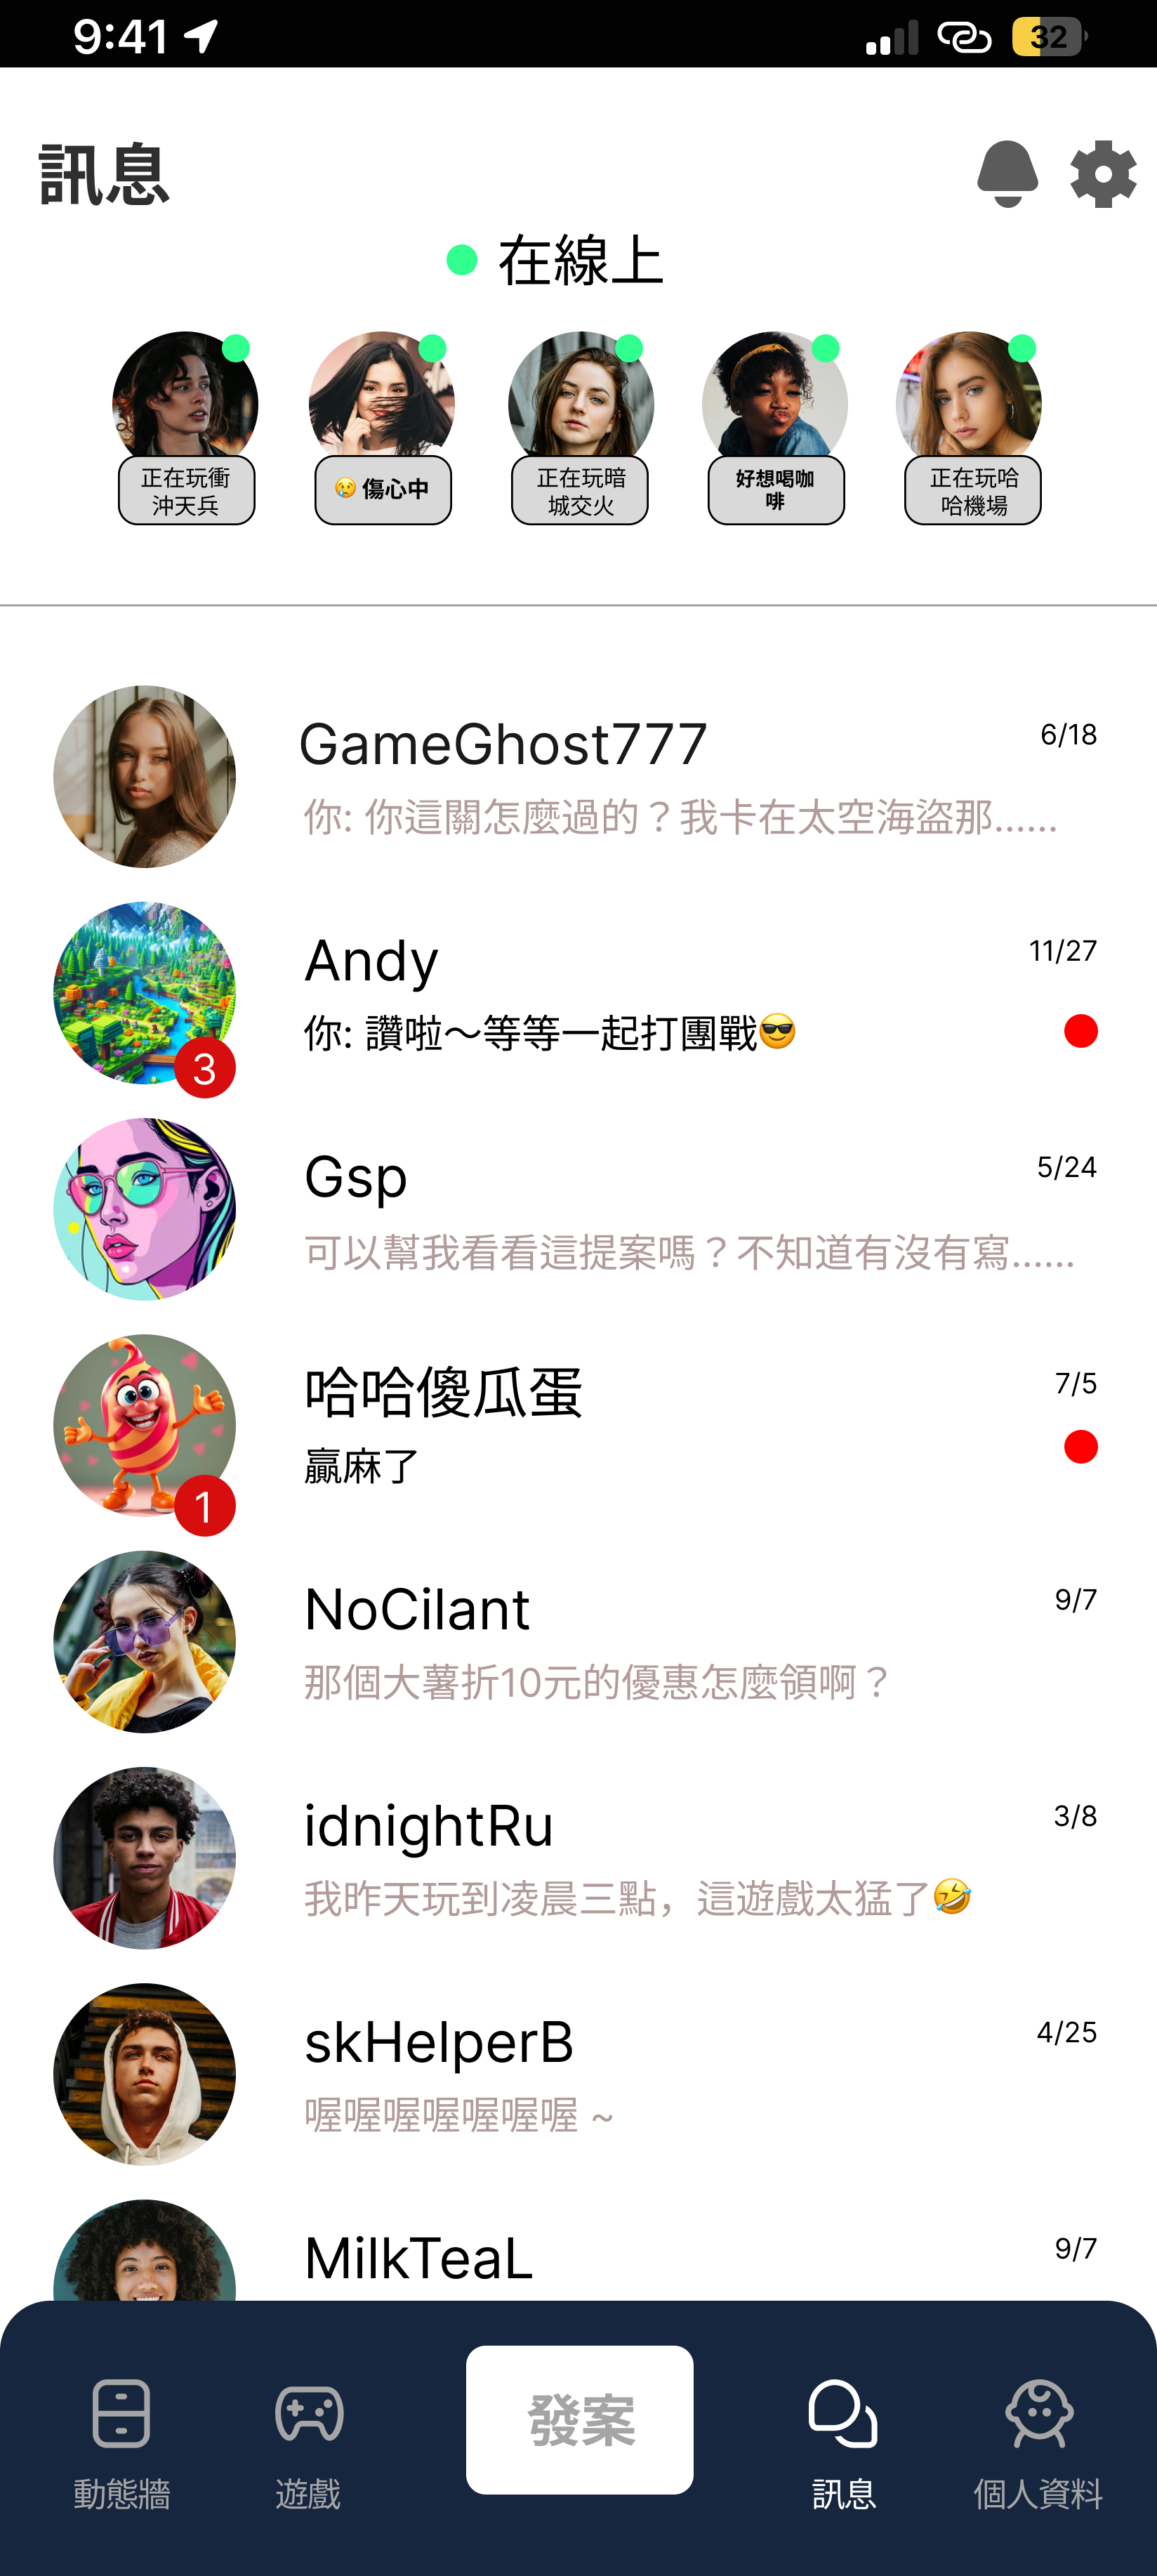 9:41
32
訊息
在線上
正在玩衝
沖天兵
😢 傷心中
正在玩暗
城交火
好想喝咖
啡
正在玩哈
哈機場
GameGhost777
6/18
你: 你這關怎麼過的？我卡在太空海盜那......
Andy
11/27
你: 讚啦～等等一起打團戰😎
3
Gsp
5/24
可以幫我看看這提案嗎？不知道有沒有寫......
哈哈傻瓜蛋
7/5
贏麻了
1
NoCilant
9/7
那個大薯折10元的優惠怎麼領啊？
idnightRu
3/8
我昨天玩到凌晨三點，這遊戲太猛了🤣
skHelperB
4/25
喔喔喔喔喔喔喔 ~
MilkTeaL
9/7
動態牆
遊戲
發案
訊息
個人資料